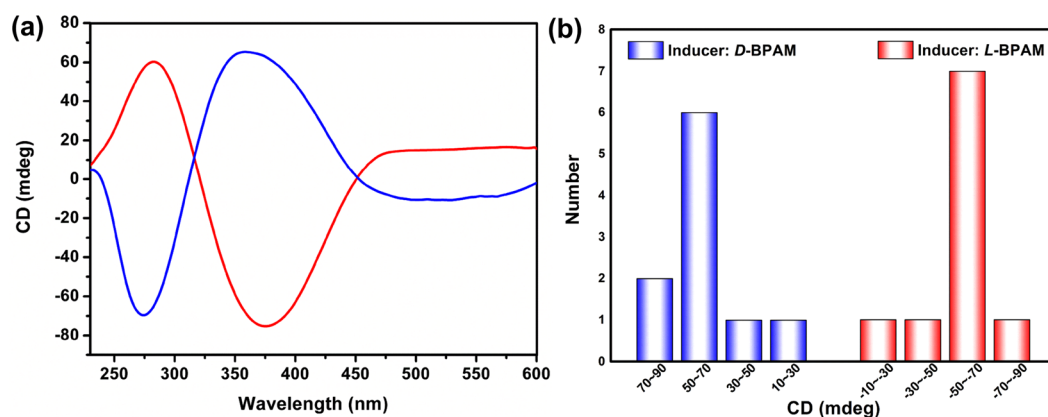 (a)
80
60
40
20
0
-20
-40
-60
-80
CD (mdeg)
250 300 350 400 450 500 550 600
Wavelength (nm)
(b)
8
7
6
5
4
3
2
1
0
Number
Inducer: D-BPAM
Inducer: L-BPAM
70~90
50~70
30~50
10~30
-10~-30
-30~-50
-50~-70
-70~-90
CD (mdeg)